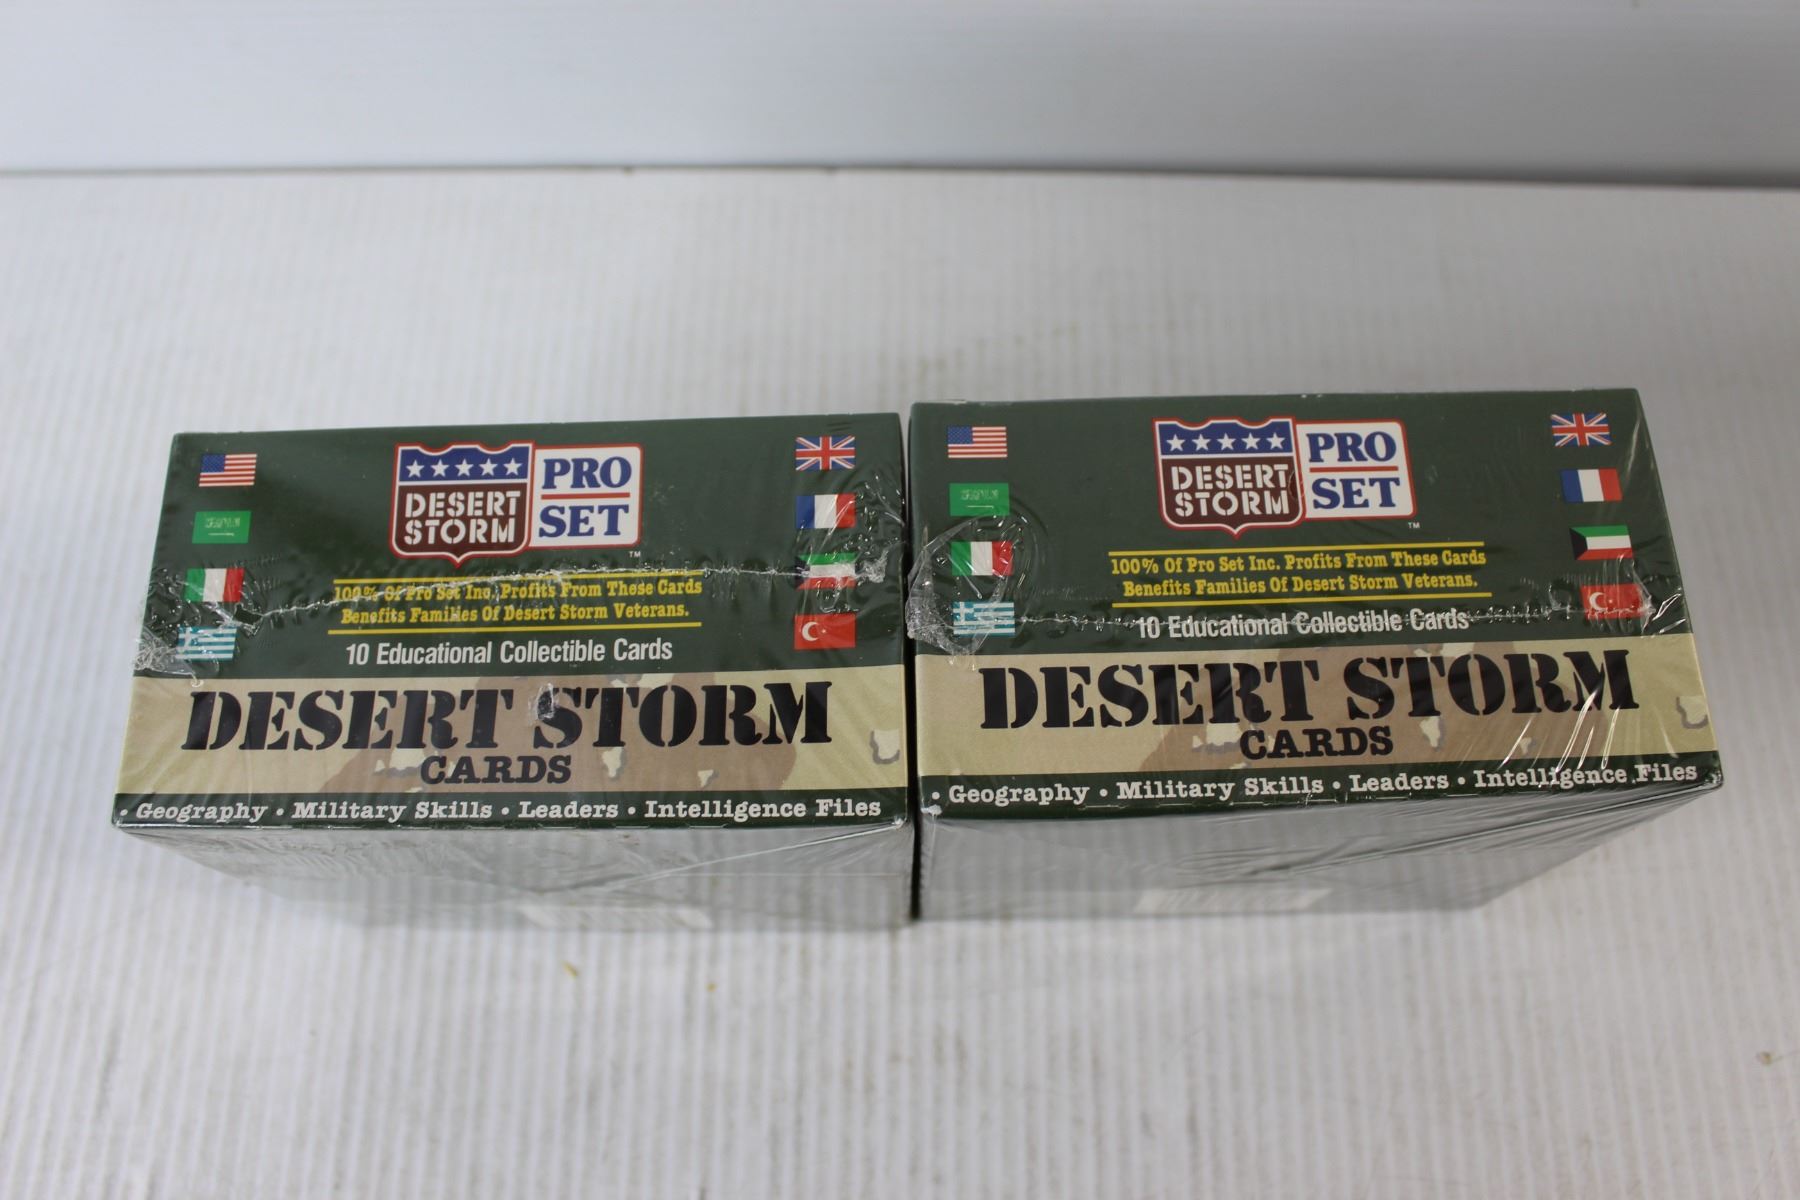 DESERT
STORM
PRO
SET
TM
100% Of Pro Set Inc. Profits From These Cards
Benefits Families Of Desert Storm Veterans.
10 Educational Collectible Cards
DESERT STORM
CARDS
• Geography • Military Skills • Leaders • Intelligence Files
DESERT
STORM
PRO
SET
TM
100% Of Pro Set Inc. Profits From These Cards
Benefits Families Of Desert Storm Veterans.
10 Educational Collectible Cards
DESERT STORM
CARDS
• Geography • Military Skills • Leaders • Intelligence Files